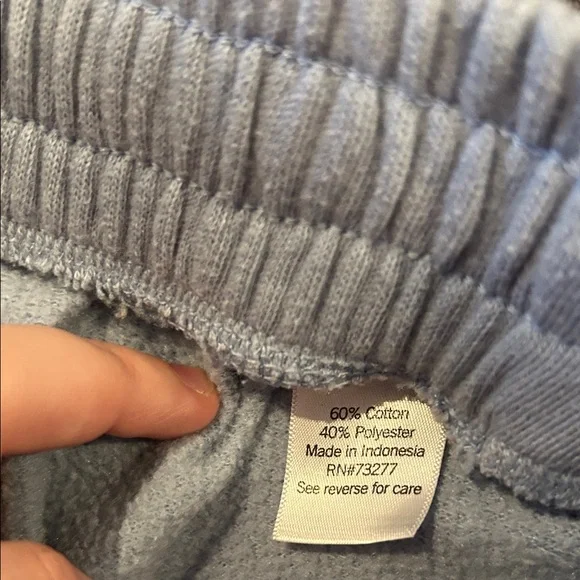 60% Cotton
40% Polyester
Made in Indonesia
RN#73277
See reverse for care